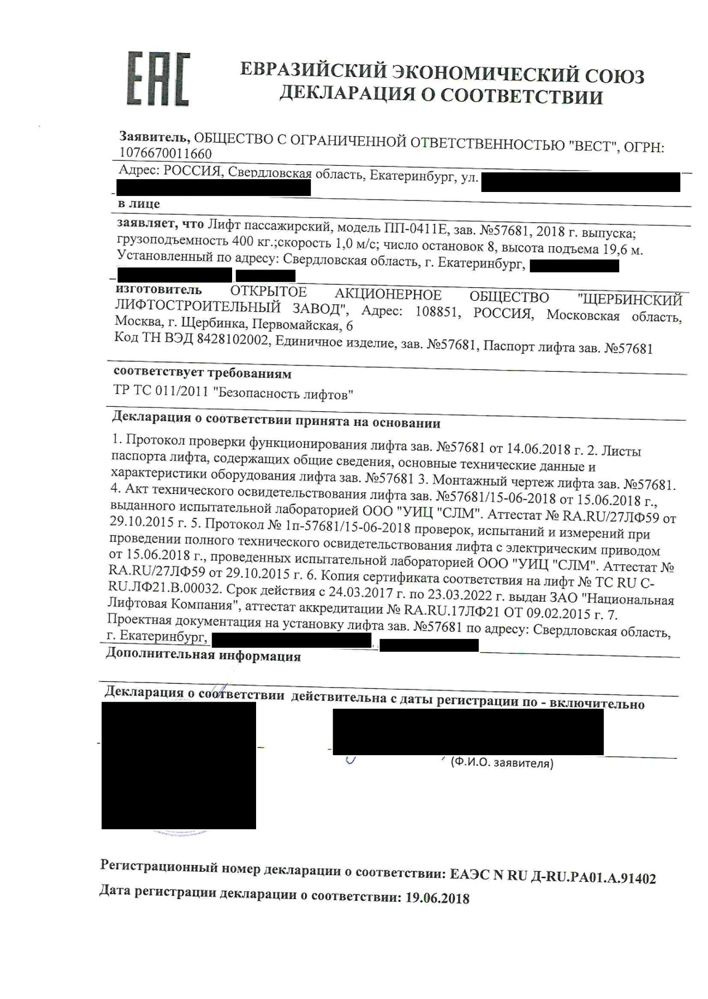 ЕАС
ЕВРАЗИЙСКИЙ ЭКОНОМИЧЕСКИЙ СОЮЗ
ДЕКЛАРАЦИЯ О СООТВЕТСТВИИ
Заявитель, ОБЩЕСТВО С ОГРАНИЧЕННОЙ ОТВЕТСТВЕННОСТЬЮ "ВЕСТ", ОГРН:
1076670011660
Адрес: РОССИЯ, Свердловская область, Екатеринбург, ул.
в лице
заявляет, что Лифт пассажирский, модель ПП-0411Е, зав. №57681, 2018 г. выпуска;
грузоподъемность 400 кг.;скорость 1,0 м/с; число остановок 8, высота подъема 19,6 м.
Установленный по адресу: Свердловская область, г. Екатеринбург,
изготовитель ОТКРЫТОЕ АКЦИОНЕРНОЕ ОБЩЕСТВО "ЩЕРБИНСКИЙ
ЛИФТОСТРОИТЕЛЬНЫЙ ЗАВОД", Адрес: 108851, РОССИЯ, Московская область,
Москва, г. Щербинка, Первомайская, 6
Код ТН ВЭД 8428102002, Единичное изделие, зав. №57681, Паспорт лифта зав. №57681
соответствует требованиям
ТР ТС 011/2011 "Безопасность лифтов"
Декларация о соответствии принята на основании
1. Протокол проверки функционирования лифта зав. №57681 от 14.06.2018 г. 2. Листы
паспорта лифта, содержащих общие сведения, основные технические данные и
характеристики оборудования лифта зав. №57681 3. Монтажный чертеж лифта зав. №57681.
4. Акт технического освидетельствования лифта зав. №57681/15-06-2018 от 15.06.2018 г.,
выданного испытательной лабораторией ООО "УИЦ "СЛМ". Аттестат № RA.RU/27ЛФ59 от
29.10.2015 г. 5. Протокол № 1п-57681/15-06-2018 проверок, испытаний и измерений при
проведении полного технического освидетельствования лифта с электрическим приводом
от 15.06.2018 г., проведенных испытательной лабораторией ООО "УИЦ "СЛМ". Аттестат №
RA.RU/27ЛФ59 от 29.10.2015 г. 6. Копия сертификата соответствия на лифт № ТС RU C-
RU.ЛФ21.В.00032. Срок действия с 24.03.2017 г. по 23.03.2022 г. выдан ЗАО "Национальная
Лифтовая Компания", аттестат аккредитации № RA.RU.17ЛФ21 ОТ 09.02.2015 г. 7.
Проектная документация на установку лифта зав. №57681 по адресу: Свердловская область,
г. Екатеринбург,
Дополнительная информация
Декларация о соответствии действительна с даты регистрации по - включительно
(Ф.И.О. заявителя)
Регистрационный номер декларации о соответствии: ЕАЭС N RU Д-RU.РА01.А.91402
Дата регистрации декларации о соответствии: 19.06.2018